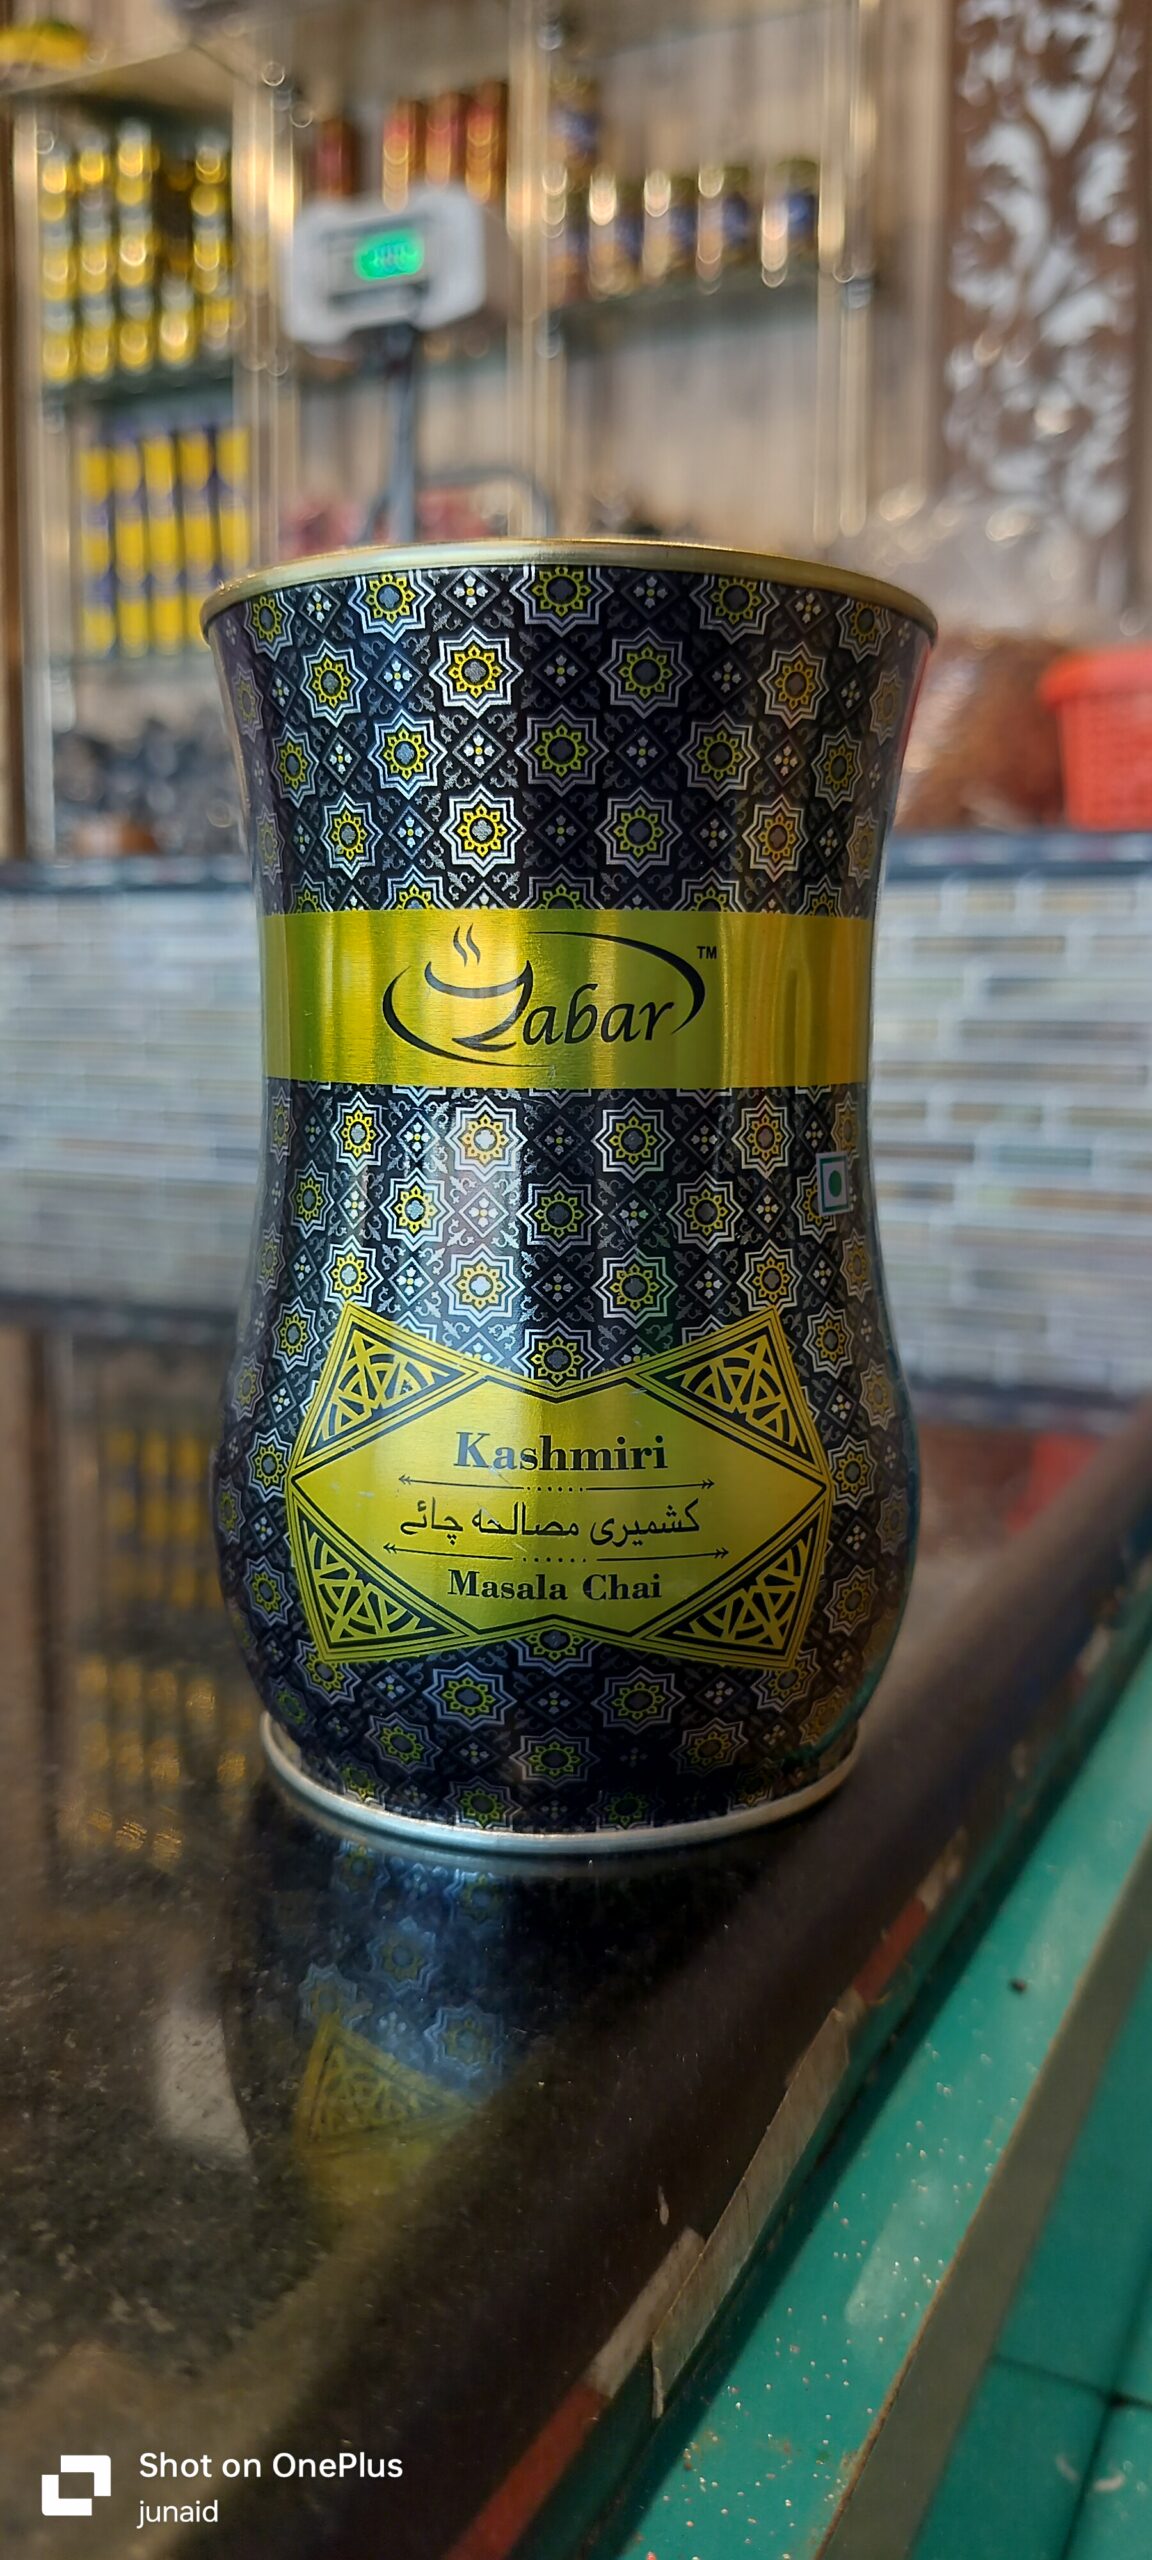 Qabar™
Kashmiri
کشمیری مصالحہ چائے
Masala Chai
Shot on OnePlus
junaid